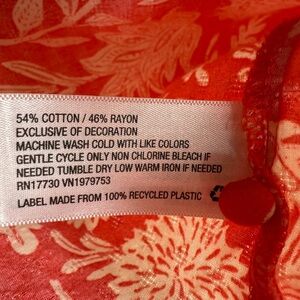 54% COTTON / 46% RAYON
EXCLUSIVE OF DECORATION
MACHINE WASH COLD WITH LIKE COLORS
GENTLE CYCLE ONLY NON CHLORINE BLEACH IF
NEEDED TUMBLE DRY LOW WARM IRON IF NEEDED
RN17730 VN1979753
LABEL MADE FROM 100% RECYCLED PLASTIC